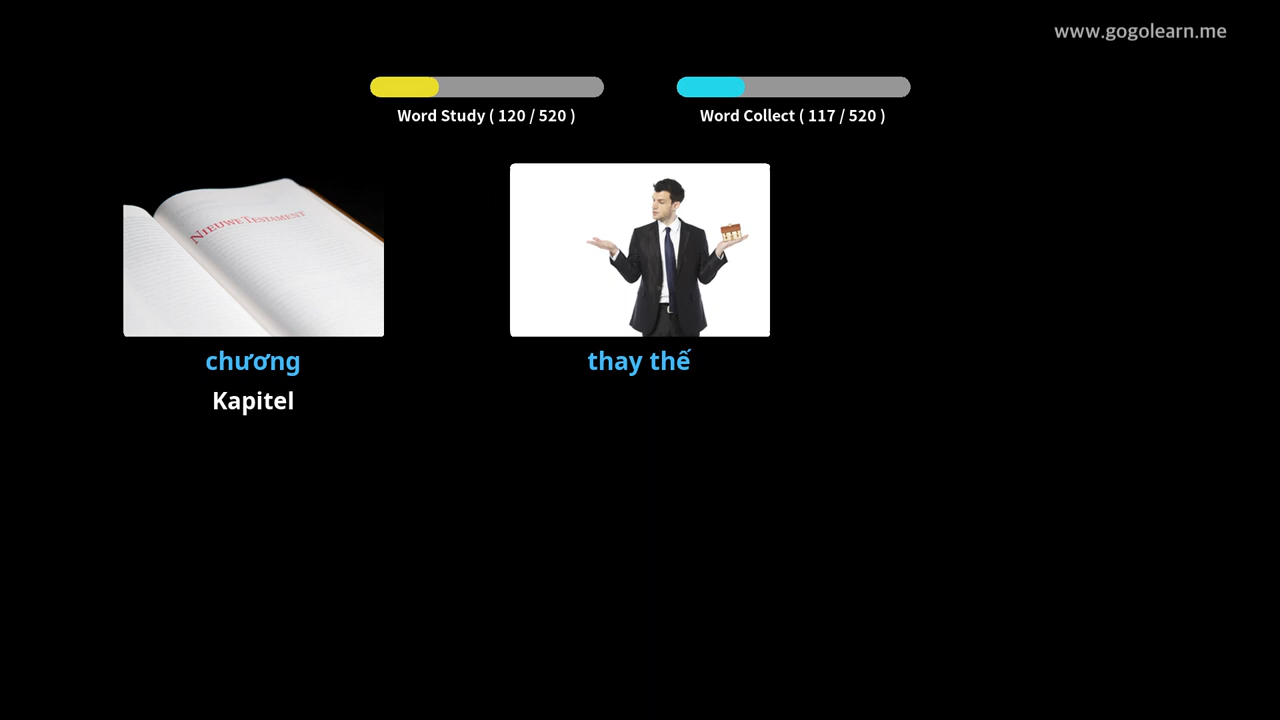 www.gogolearn.me
Word Study ( 120 / 520 )
Word Collect ( 117 / 520 )
NIEUWE TESTAMENT
chương
Kapitel
thay thế